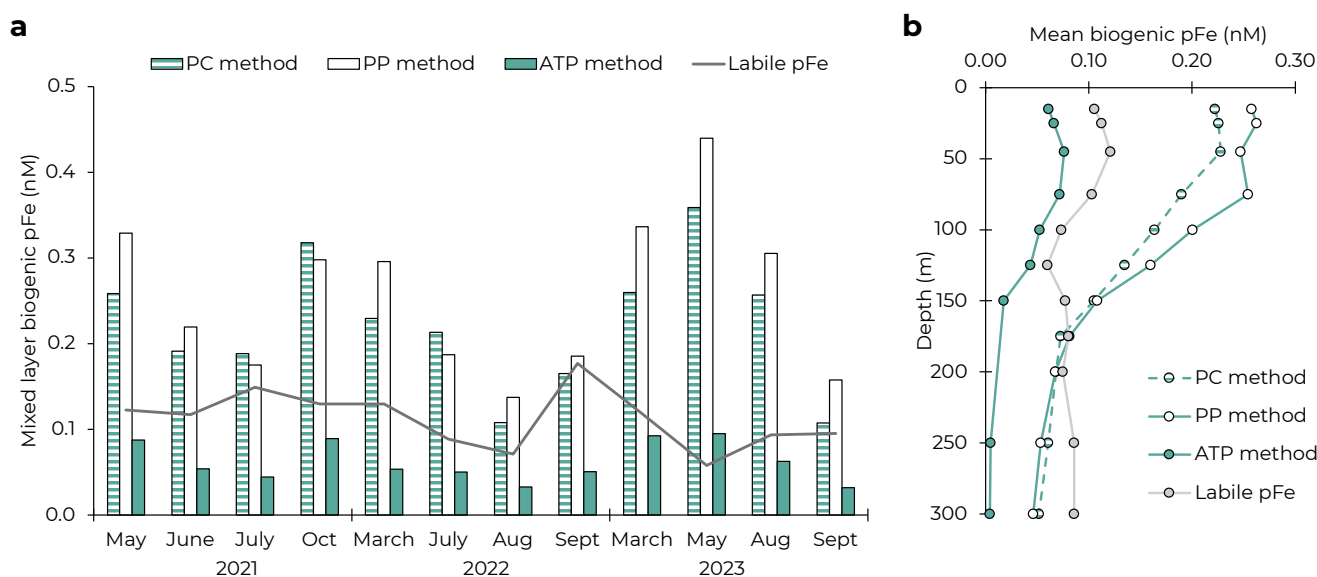 a
PC method PP method ATP method Labile pFe
Mixed layer biogenic pFe (nM)
0.5
0.4
0.3
0.2
0.1
0.0
May June July Oct March July Aug Sept March May Aug Sept
2021 2022 2023
b
Mean biogenic pFe (nM)
0.00 0.10 0.20 0.30
Depth (m)
0
50
100
150
200
250
300
PC method
PP method
ATP method
Labile pFe